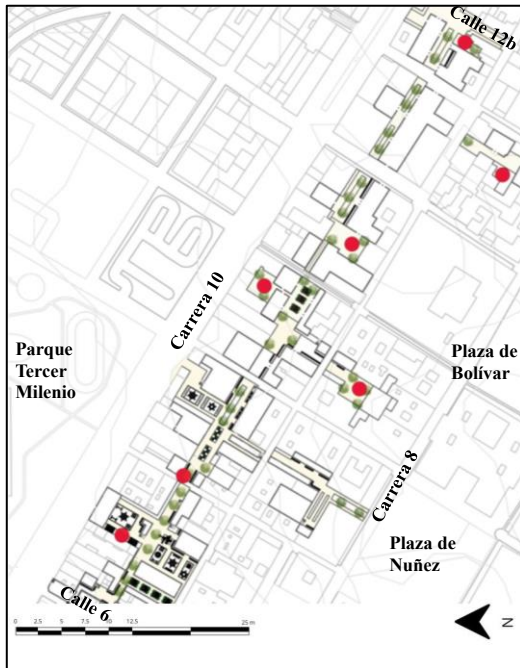 Calle 12b
Carrera 10
Parque
Tercer
Milenio
Plaza de
Bolívar
Carrera 8
Plaza de
Nuñez
Calle 6
0 2.5 5 7.5 10 12.5 25 m
N